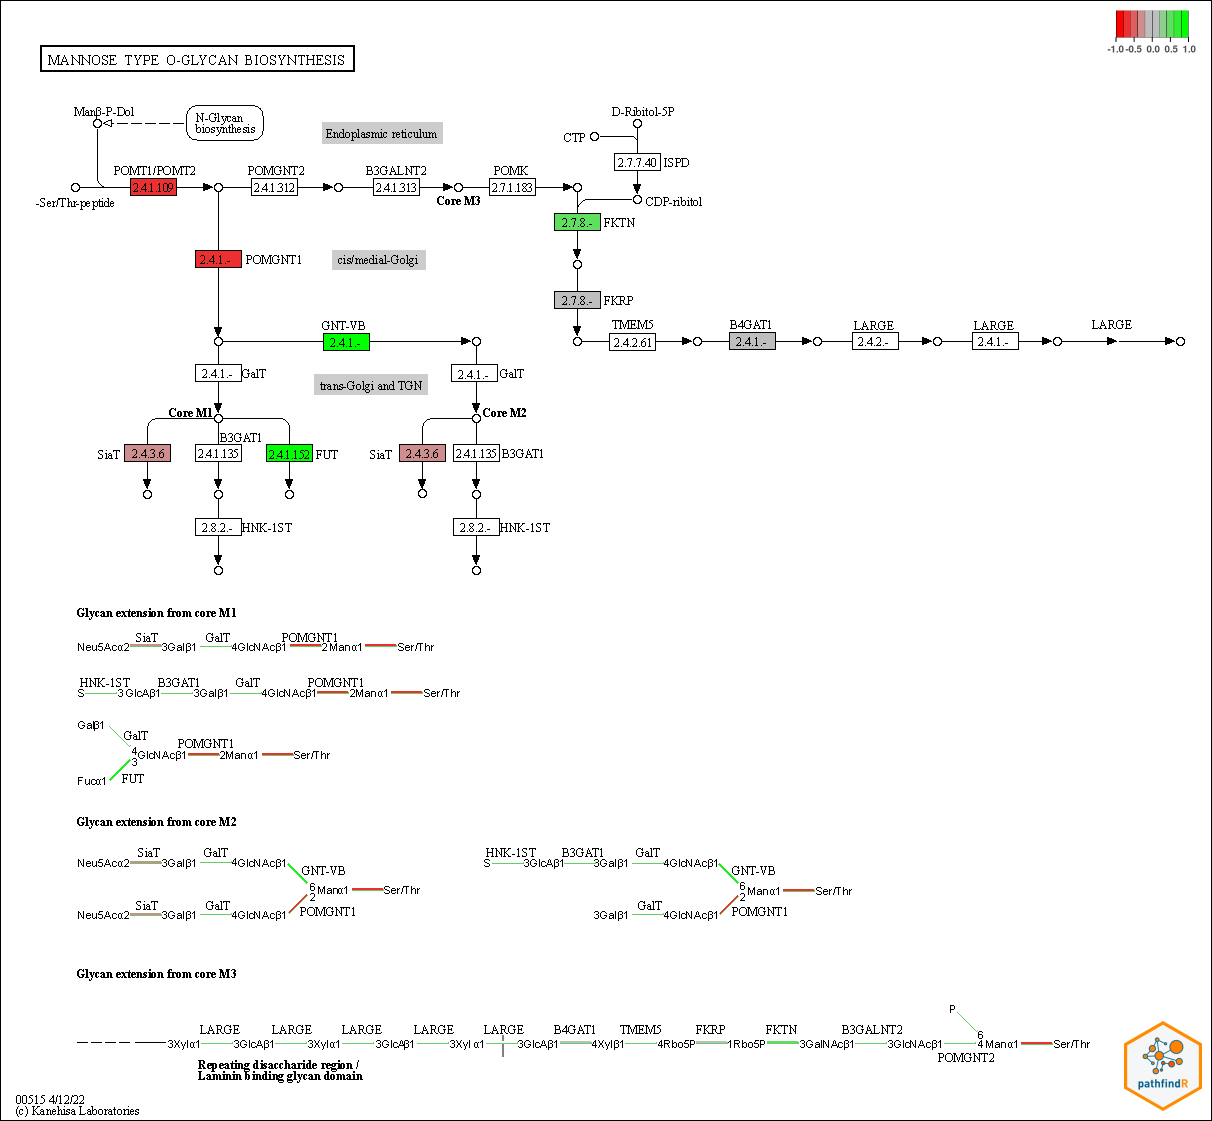 -1.0 -0.5 0.0 0.5 1.0
MANNOSE TYPE O-GLYCAN BIOSYNTHESIS
Manβ-P-Dol
N-Glycan
biosynthesis
Endoplasmic reticulum
D-Ribitol-5P
CTP
2.7.7.40 ISPD
POMT1/POMT2 POMGNT2 B3GALNT2 POMK
2.4.1.109 2.4.1.312 2.4.1.313 2.7.1.183
-Ser/Thr-peptide
Core M3
CDP-ribitol
2.7.8.- FKTN
2.4.1.- POMGNT1
cis/medial-Golgi
2.7.8.- FKRP
GNT-VB TMEM5 B4GAT1 LARGE LARGE LARGE
2.4.1.- 2.4.2.61 2.4.1.- 2.4.2.- 2.4.1.-
2.4.1.- GalT
trans-Golgi and TGN
2.4.1.- GalT
Core M1
Core M2
B3GAT1
SiaT 2.4.3.6 2.4.1.135 2.4.1.152 FUT SiaT 2.4.3.6 2.4.1.135 B3GAT1
2.8.2.- HNK-1ST 2.8.2.- HNK-1ST
Glycan extension from core M1
SiaT GalT POMGNT1
Neu5Acα2 3Galβ1 4GlcNAcβ1 2Manα1 Ser/Thr
HNK-1ST B3GAT1 GalT POMGNT1
S 3GlcAβ1 3Galβ1 4GlcNAcβ1 2Manα1 Ser/Thr
Galβ1
GalT
POMGNT1
4
GlcNAcβ1 2Manα1 Ser/Thr
3
Fucα1 FUT
Glycan extension from core M2
SiaT GalT
Neu5Acα2 3Galβ1 4GlcNAcβ1
GNT-VB
6
Manα1 Ser/Thr
2
SiaT GalT POMGNT1
Neu5Acα2 3Galβ1 4GlcNAcβ1
HNK-1ST B3GAT1 GalT
S 3GlcAβ1 3Galβ1 4GlcNAcβ1
GNT-VB
6
Manα1 Ser/Thr
2
GalT POMGNT1
3Galβ1 4GlcNAcβ1
Glycan extension from core M3
P
LARGE LARGE LARGE LARGE LARGE B4GAT1 TMEM5 FKRP FKTN B3GALNT2
6
3Xylα1 3GlcAβ1 3Xylα1 3GlcAβ1 3Xylα1 3GlcAβ1 4Xylβ1 4Rbo5P 1Rbo5P 3GalNAcβ1 3GlcNAcβ1 4 Manα1 Ser/Thr
POMGNT2
Repeating disaccharide region /
Laminin binding glycan domain
pathfindR
00515 4/12/22
(c) Kanehisa Laboratories